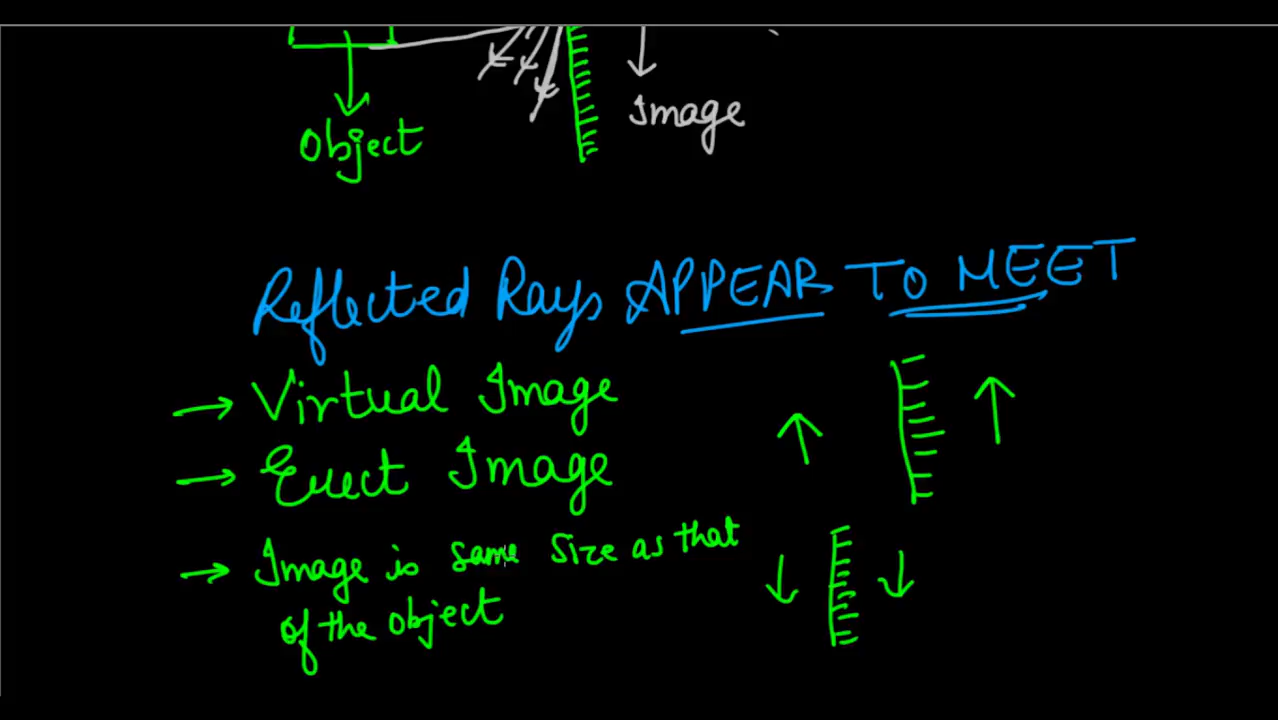 Image
Object
Reflected Rays APPEAR TO MEET
→ Virtual Image
→ Erect Image
→ Image is same size as that
of the object